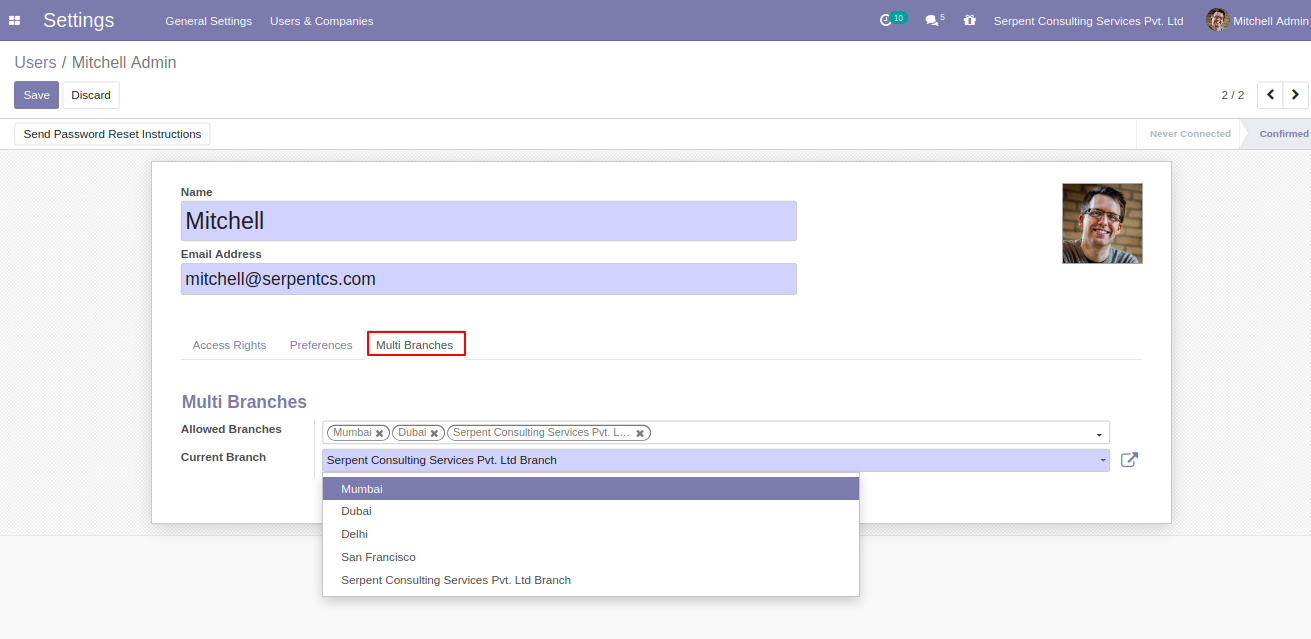 Settings General Settings Users & Companies 10 5 Serpent Consulting Services Pvt. Ltd Mitchell Admin
Users / Mitchell Admin
Save Discard 2 / 2
Send Password Reset Instructions Never Connected Confirmed
Name
Mitchell
Email Address
mitchell@serpentcs.com
Access Rights Preferences Multi Branches
Multi Branches
Allowed Branches Mumbai Dubai Serpent Consulting Services Pvt. L...
Current Branch Serpent Consulting Services Pvt. Ltd Branch
Mumbai
Dubai
Delhi
San Francisco
Serpent Consulting Services Pvt. Ltd Branch